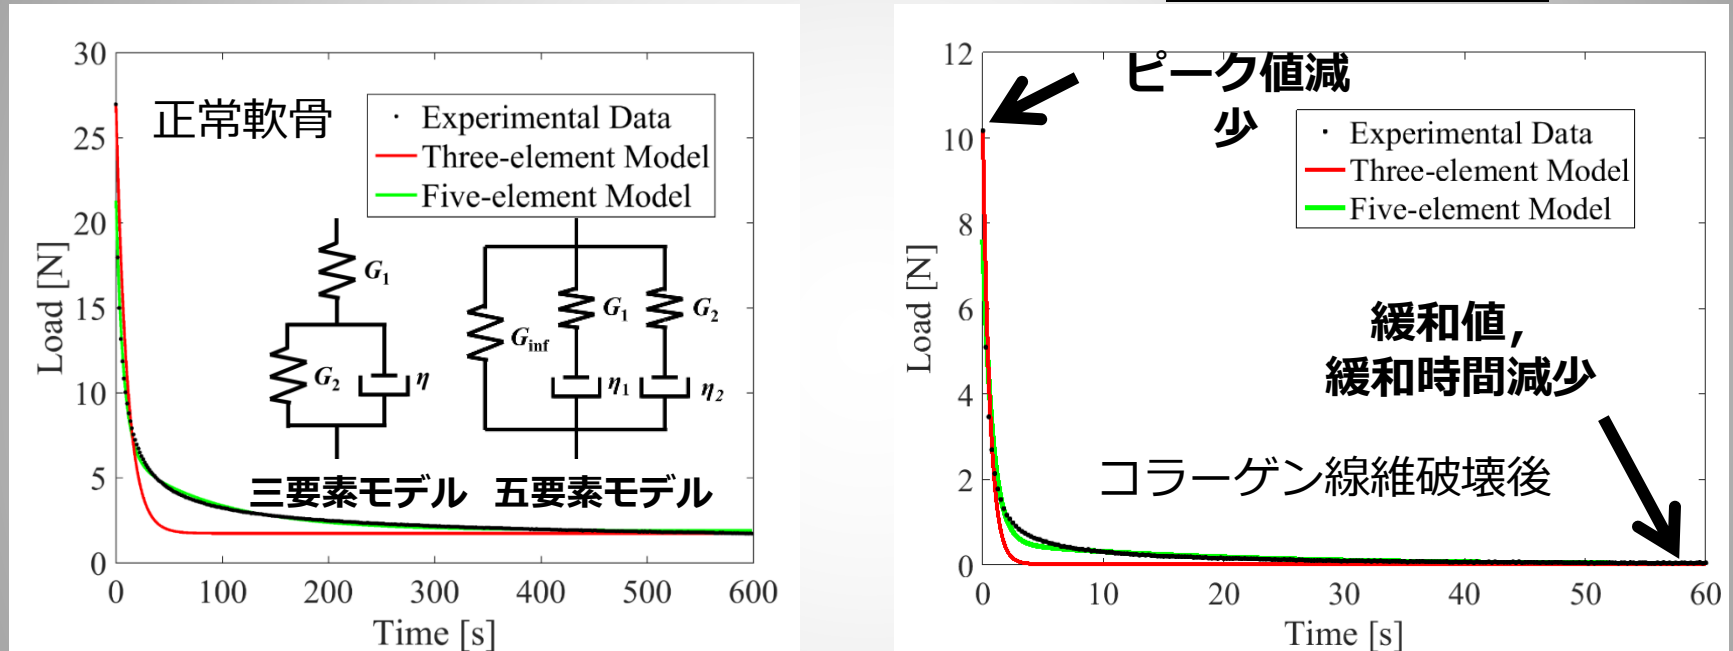 30
25
20
15
10
5
0
0 100 200 300 400 500 600
Load [N]
Time [s]
正常軟骨
Experimental Data
Three-element Model
Five-element Model
G1
G2
η
Ginf
G1
G2
η1
η2
三要素モデル
五要素モデル
12
10
8
6
4
2
0
0 10 20 30 40 50 60
Load [N]
Time [s]
ピーク値減
少
Experimental Data
Three-element Model
Five-element Model
緩和値，
緩和時間減少
コラーゲン線維破壊後